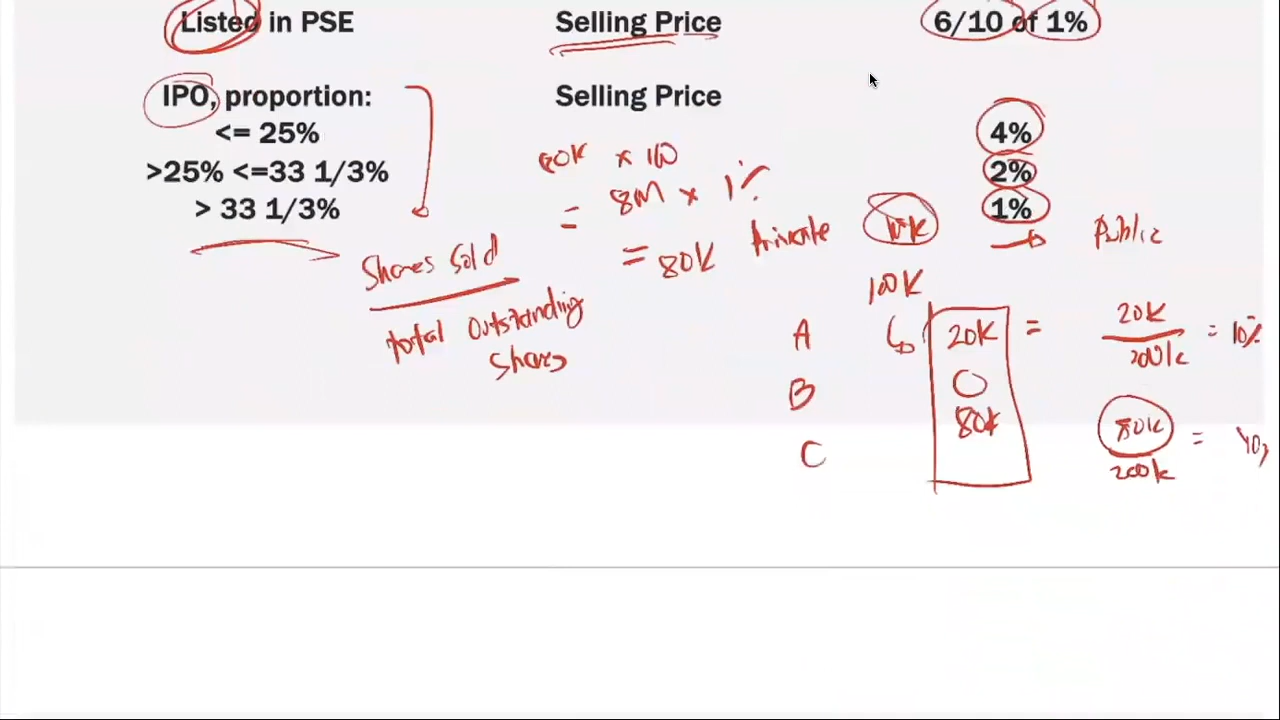 Listed in PSE Selling Price 6/10 of 1%
IPO, proportion: Selling Price
<= 25% 4%
>25% <=33 1/3% 2%
> 33 1/3% 1%
80K x 100
= 8M x 1%
= 80K
Private
Public
Shares Sold
total Outstanding
Shares
100K
A 20K = 20K
200k = 10%
B 0
80k
C
80k
200k =